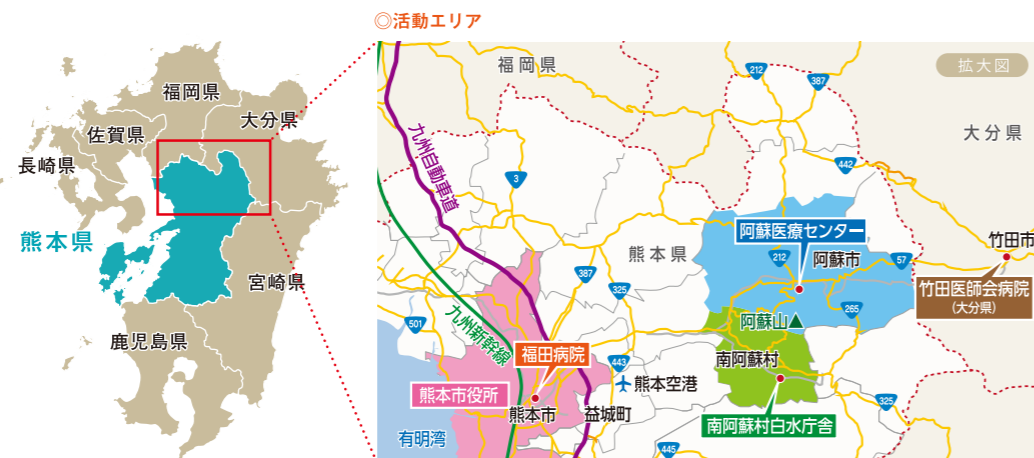 ◎活動エリア
福岡県
佐賀県
大分県
長崎県
熊本県
宮崎県
鹿児島県
拡大図
福岡県
大分県
212
387
442
3
九州自動車道
熊本県
阿蘇医療センター
212
阿蘇市
57
竹田市
竹田医師会病院
(大分県)
387
325
265
阿蘇山
501
九州新幹線
福田病院
443
南阿蘇村
熊本空港
熊本市役所
熊本市
益城町
325
南阿蘇村白水庁舎
有明湾
445